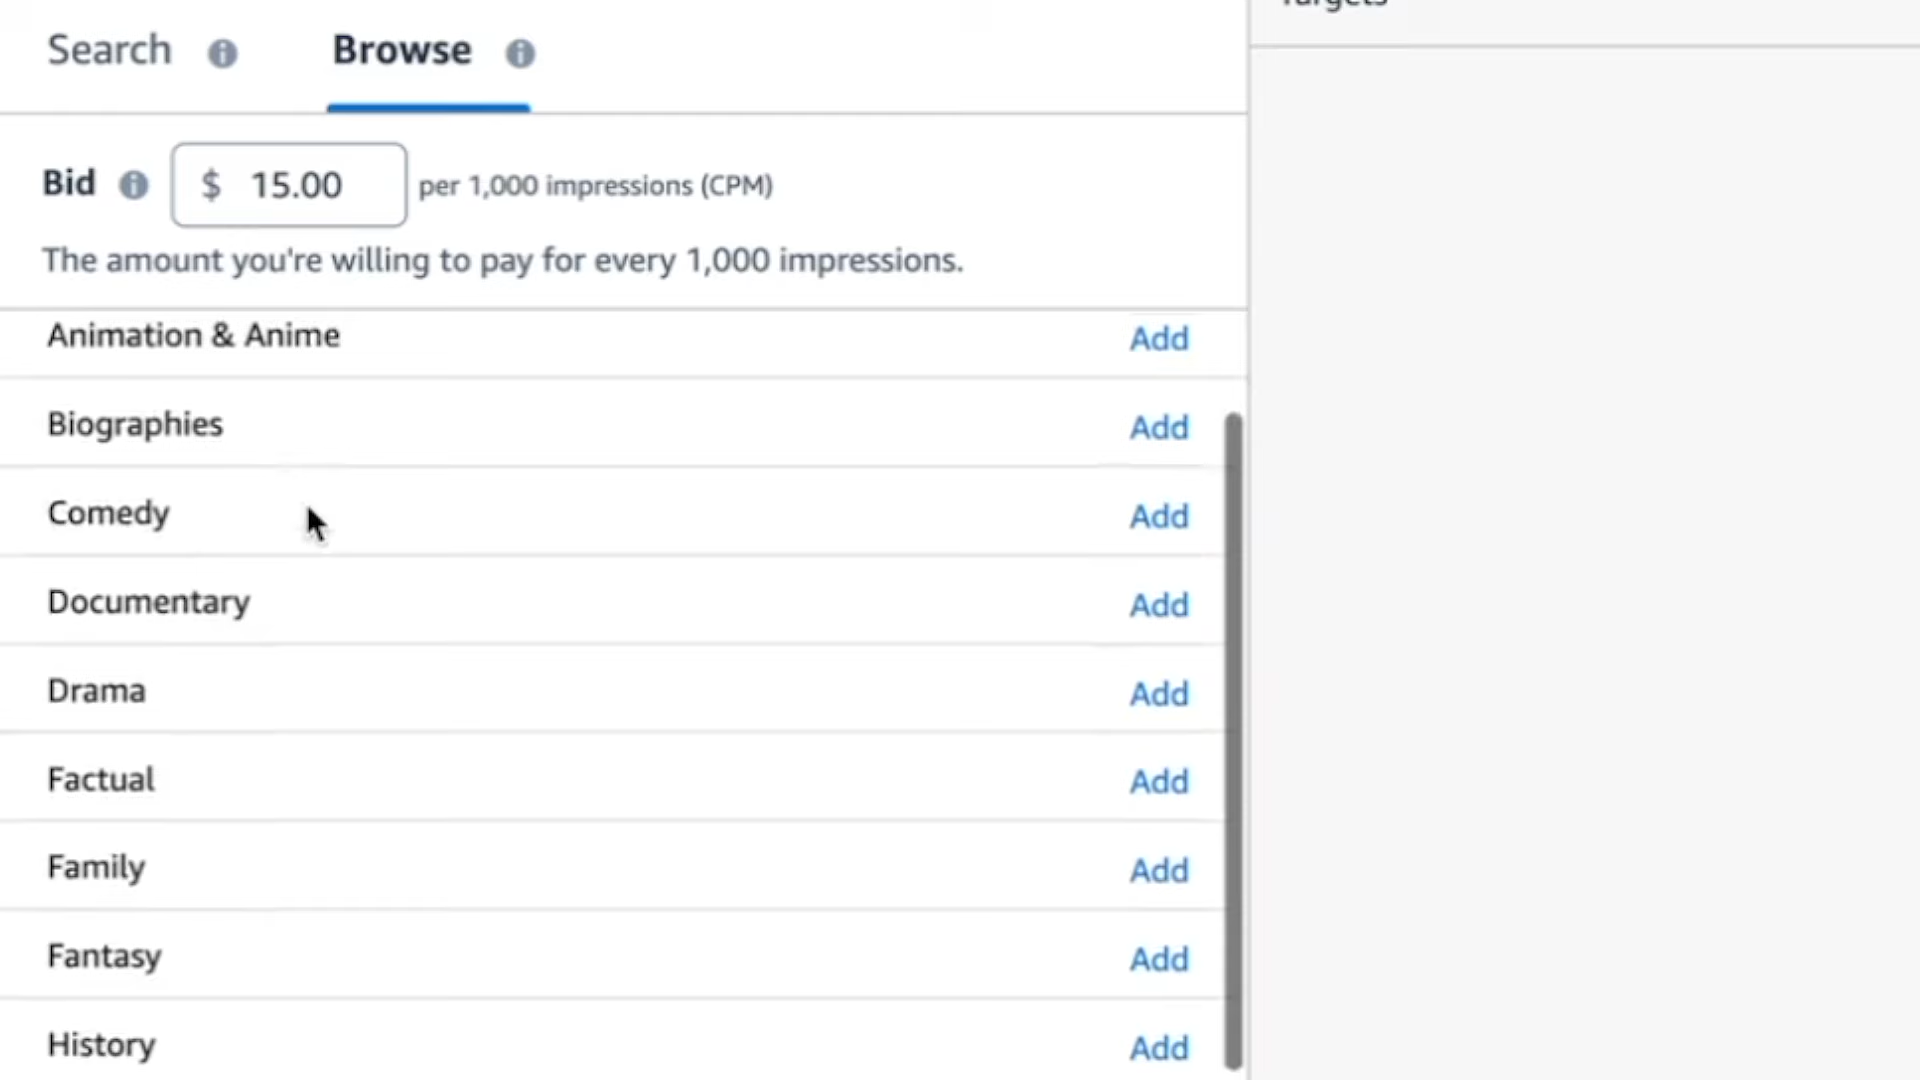 Targets
Search Browse
Bid $ 15.00 per 1,000 impressions (CPM)
The amount you're willing to pay for every 1,000 impressions.
Animation & Anime Add
Biographies Add
Comedy Add
Documentary Add
Drama Add
Factual Add
Family Add
Fantasy Add
History Add